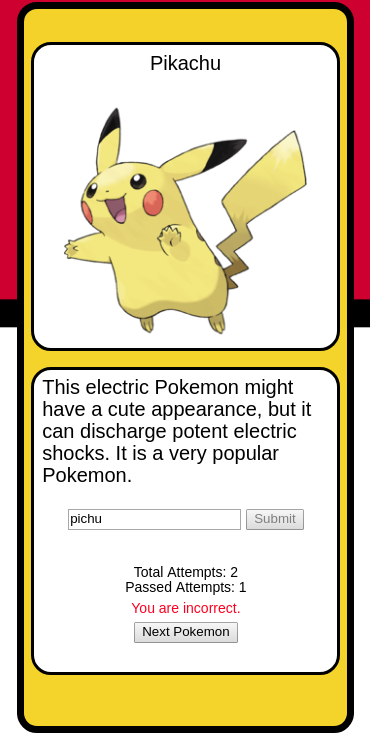 Pikachu
This electric Pokemon might
have a cute appearance, but it
can discharge potent electric
shocks. It is a very popular
Pokemon.
pichu Submit
Total Attempts: 2
Passed Attempts: 1
You are incorrect.
Next Pokemon